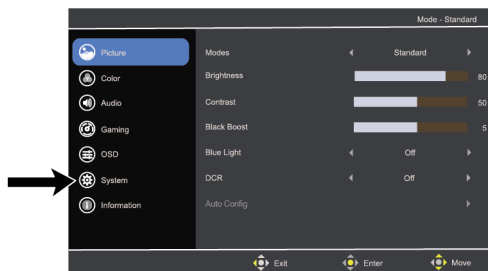 Mode - Standard
Picture
Color
Audio
Gaming
OSD
System
Information
Modes Standard
Brightness 80
Contrast 50
Black Boost 5
Blue Light Off
DCR Off
Auto Config
Exit Enter Move